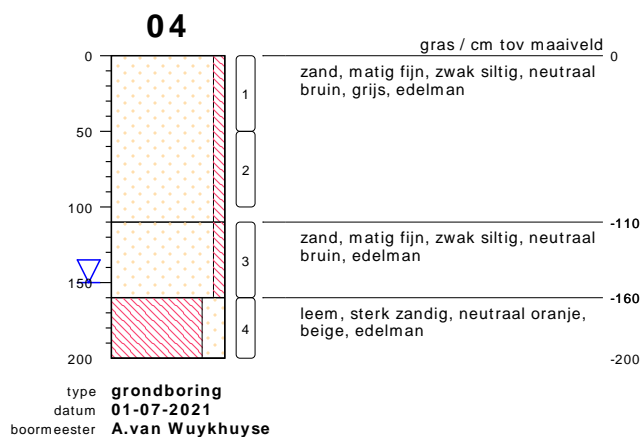 04
gras / cm tov maaiveld
0
0
zand, matig fijn, zwak siltig, neutraal
bruin, grijs, edelman
1
50
2
100
-110
zand, matig fijn, zwak siltig, neutraal
bruin, edelman
3
150
-160
leem, sterk zandig, neutraal oranje,
beige, edelman
4
200
-200
type grondboring
datum 01-07-2021
boormeester A.van Wuykhuyse